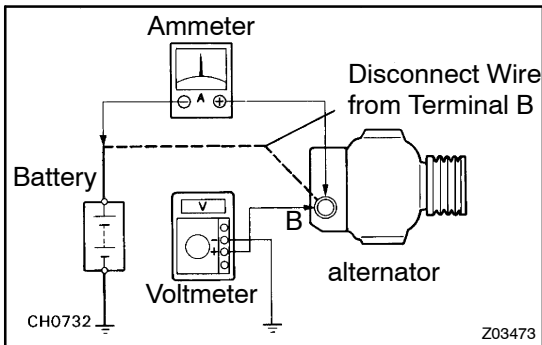 Ammeter
Disconnect Wire
from Terminal B
− A +
Battery
V
B
−
+
alternator
Voltmeter
CH0732
Z03473